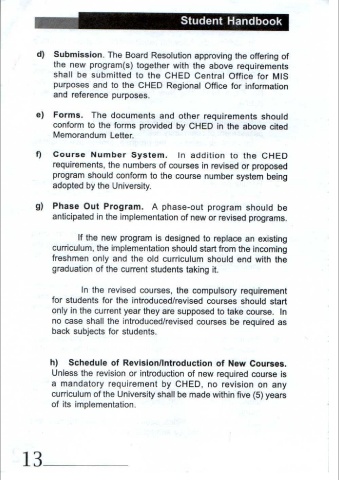 Student Handbook
d) Submission. The Board Resolution approving the offering of
the new program(s) together with the above requirements
shall be submitted to the CHED Central Office for MIS
purposes and to the CHED Regional Office for information
and reference purposes.
e) Forms. The documents and other requirements should
conform to the forms provided by CHED in the above cited
Memorandum Letter.
f) Course Number System. In addition to the CHED
requirements, the numbers of courses in revised or proposed
program should conform to the course number system being
adopted by the University.
g) Phase Out Program. A phase-out program should be
anticipated in the implementation of new or revised programs.
If the new program is designed to replace an existing
curriculum, the implementation should start from the incoming
freshmen only and the old curriculum should end with the
graduation of the current students taking it.
In the revised courses, the compulsory requirement
for students for the introduced/revised courses should start
only in the current year they are supposed to take course. In
no case shall the introduced/revised courses be required as
back subjects for students.
h) Schedule of Revision/Introduction of New Courses.
Unless the revision or introduction of new required course is
a mandatory requirement by CHED, no revision on any
curriculum of the University shall be made within five (5) years
of its implementation.
13